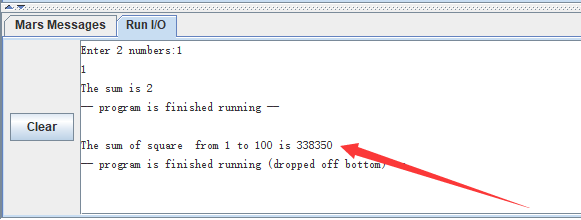 Mars Messages
Run I/O
Clear
Enter 2 numbers:1
1
The sum is 2
-- program is finished running --
The sum of square  from 1 to 100 is 338350
-- program is finished running (dropped off bottom) --